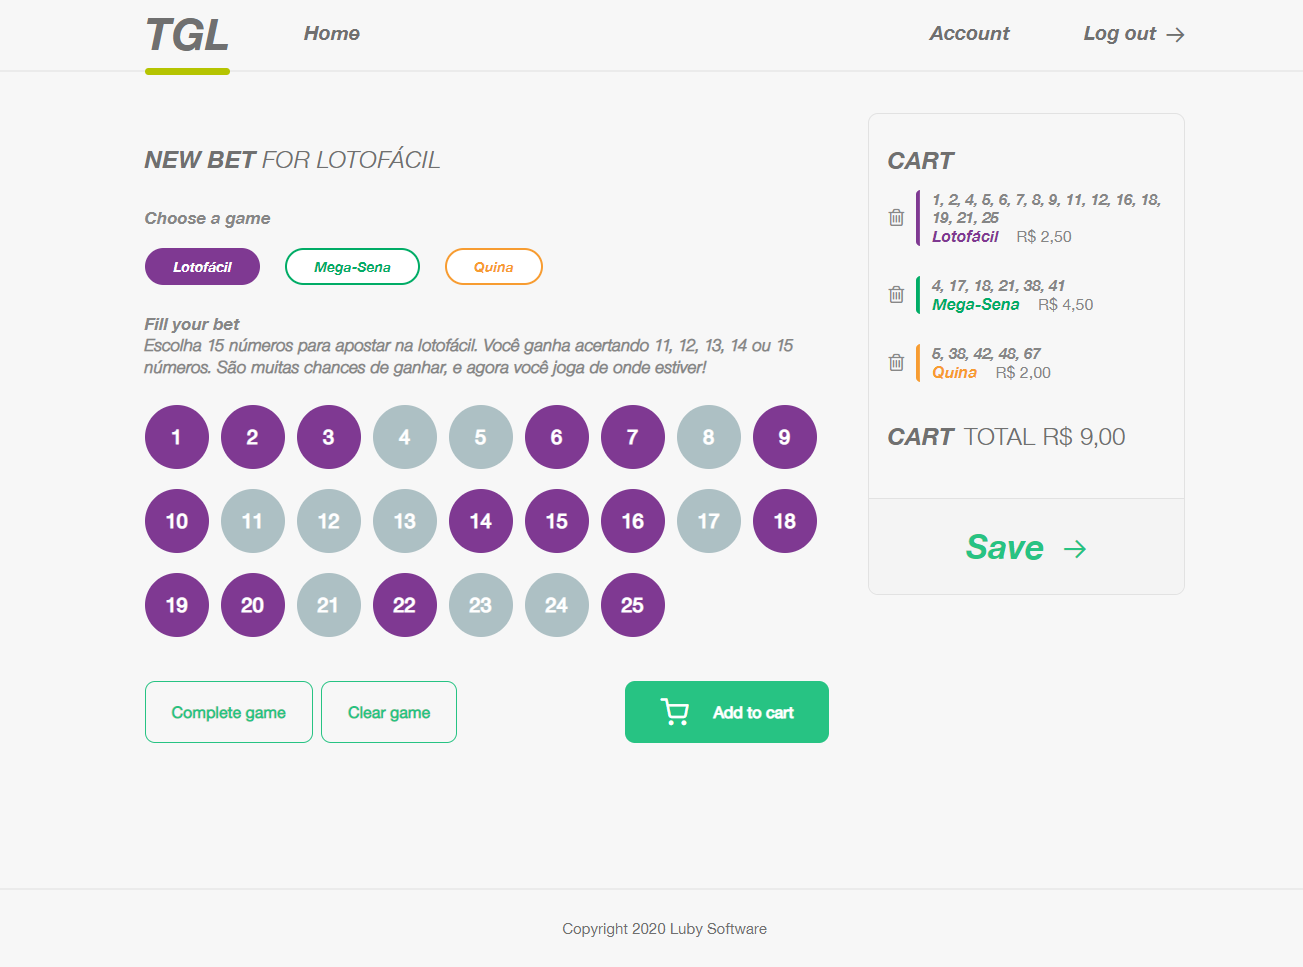 TGL
Home
Account
Log out
NEW BET FOR LOTOFÁCIL
Choose a game
Lotofácil
Mega-Sena
Quina
Fill your bet
Escolha 15 números para apostar na lotofácil. Você ganha acertando 11, 12, 13, 14 ou 15
números. São muitas chances de ganhar, e agora você joga de onde estiver!
1 2 3 4 5 6 7 8 9
10 11 12 13 14 15 16 17 18
19 20 21 22 23 24 25
Complete game
Clear game
Add to cart
CART
1, 2, 4, 5, 6, 7, 8, 9, 11, 12, 16, 18,
19, 21, 25
Lotofácil R$ 2,50
4, 17, 18, 21, 38, 41
Mega-Sena R$ 4,50
5, 38, 42, 48, 67
Quina R$ 2,00
CART TOTAL R$ 9,00
Save
Copyright 2020 Luby Software